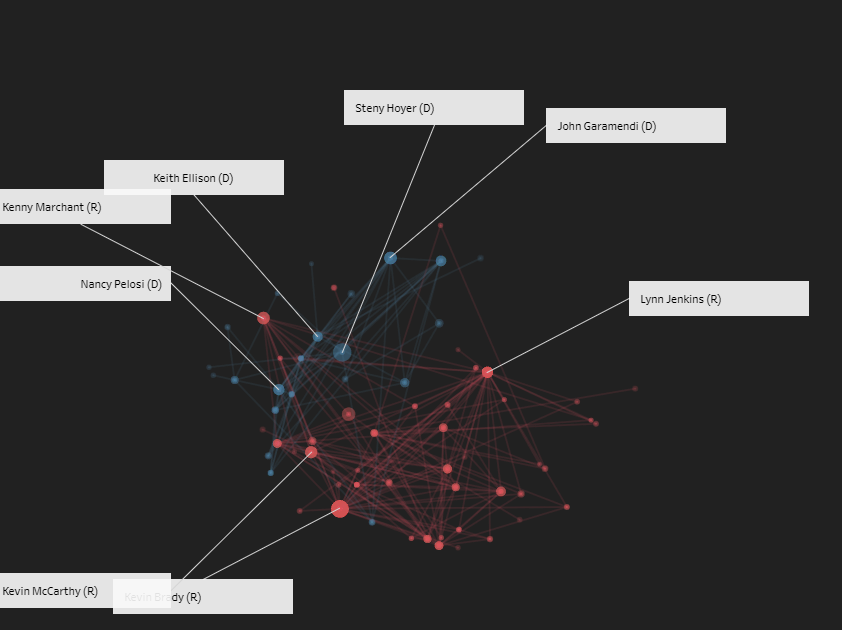 Steny Hoyer (D)
John Garamendi (D)
Keith Ellison (D)
Kenny Marchant (R)
Nancy Pelosi (D)
Lynn Jenkins (R)
Kevin McCarthy (R)
Kevin Brady (R)